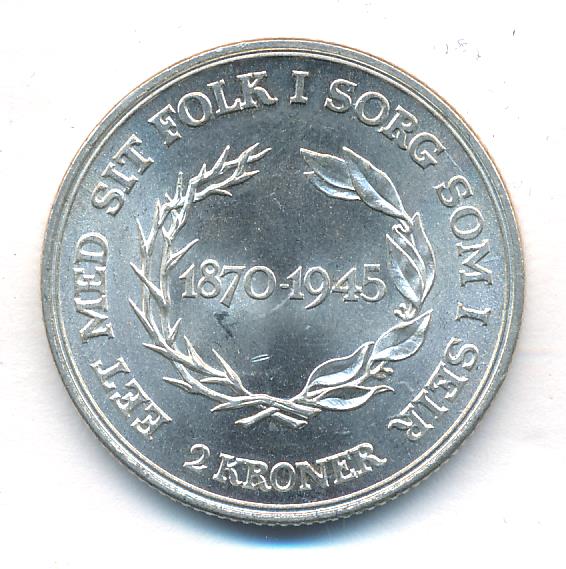 EET MED SIT FOLK I SORG SOM I SEIR
1870-1945
2 KRONER